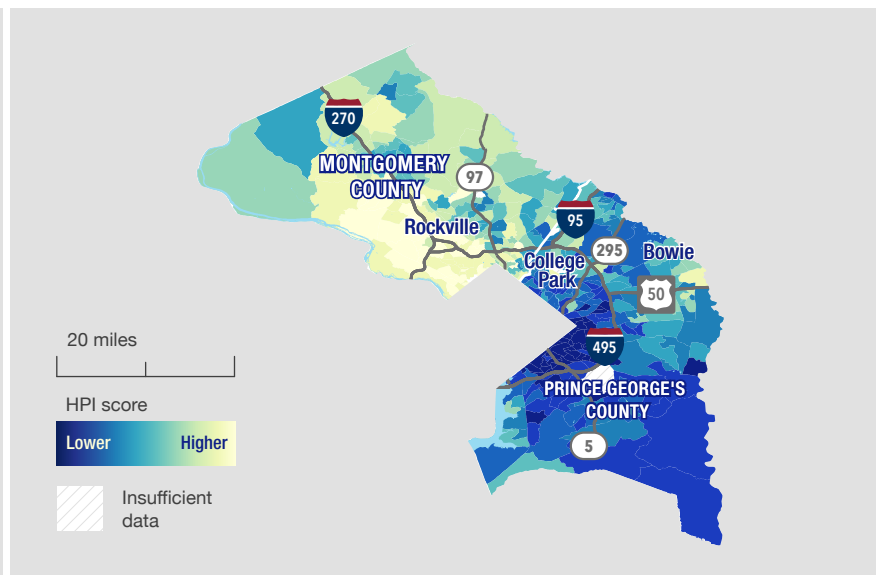 270
MONTGOMERY
COUNTY
97
Rockville
95
College
Park
295
Bowie
50
495
PRINCE GEORGE'S
COUNTY
5
20 miles
HPI score
Lower
Higher
Insufficient
data